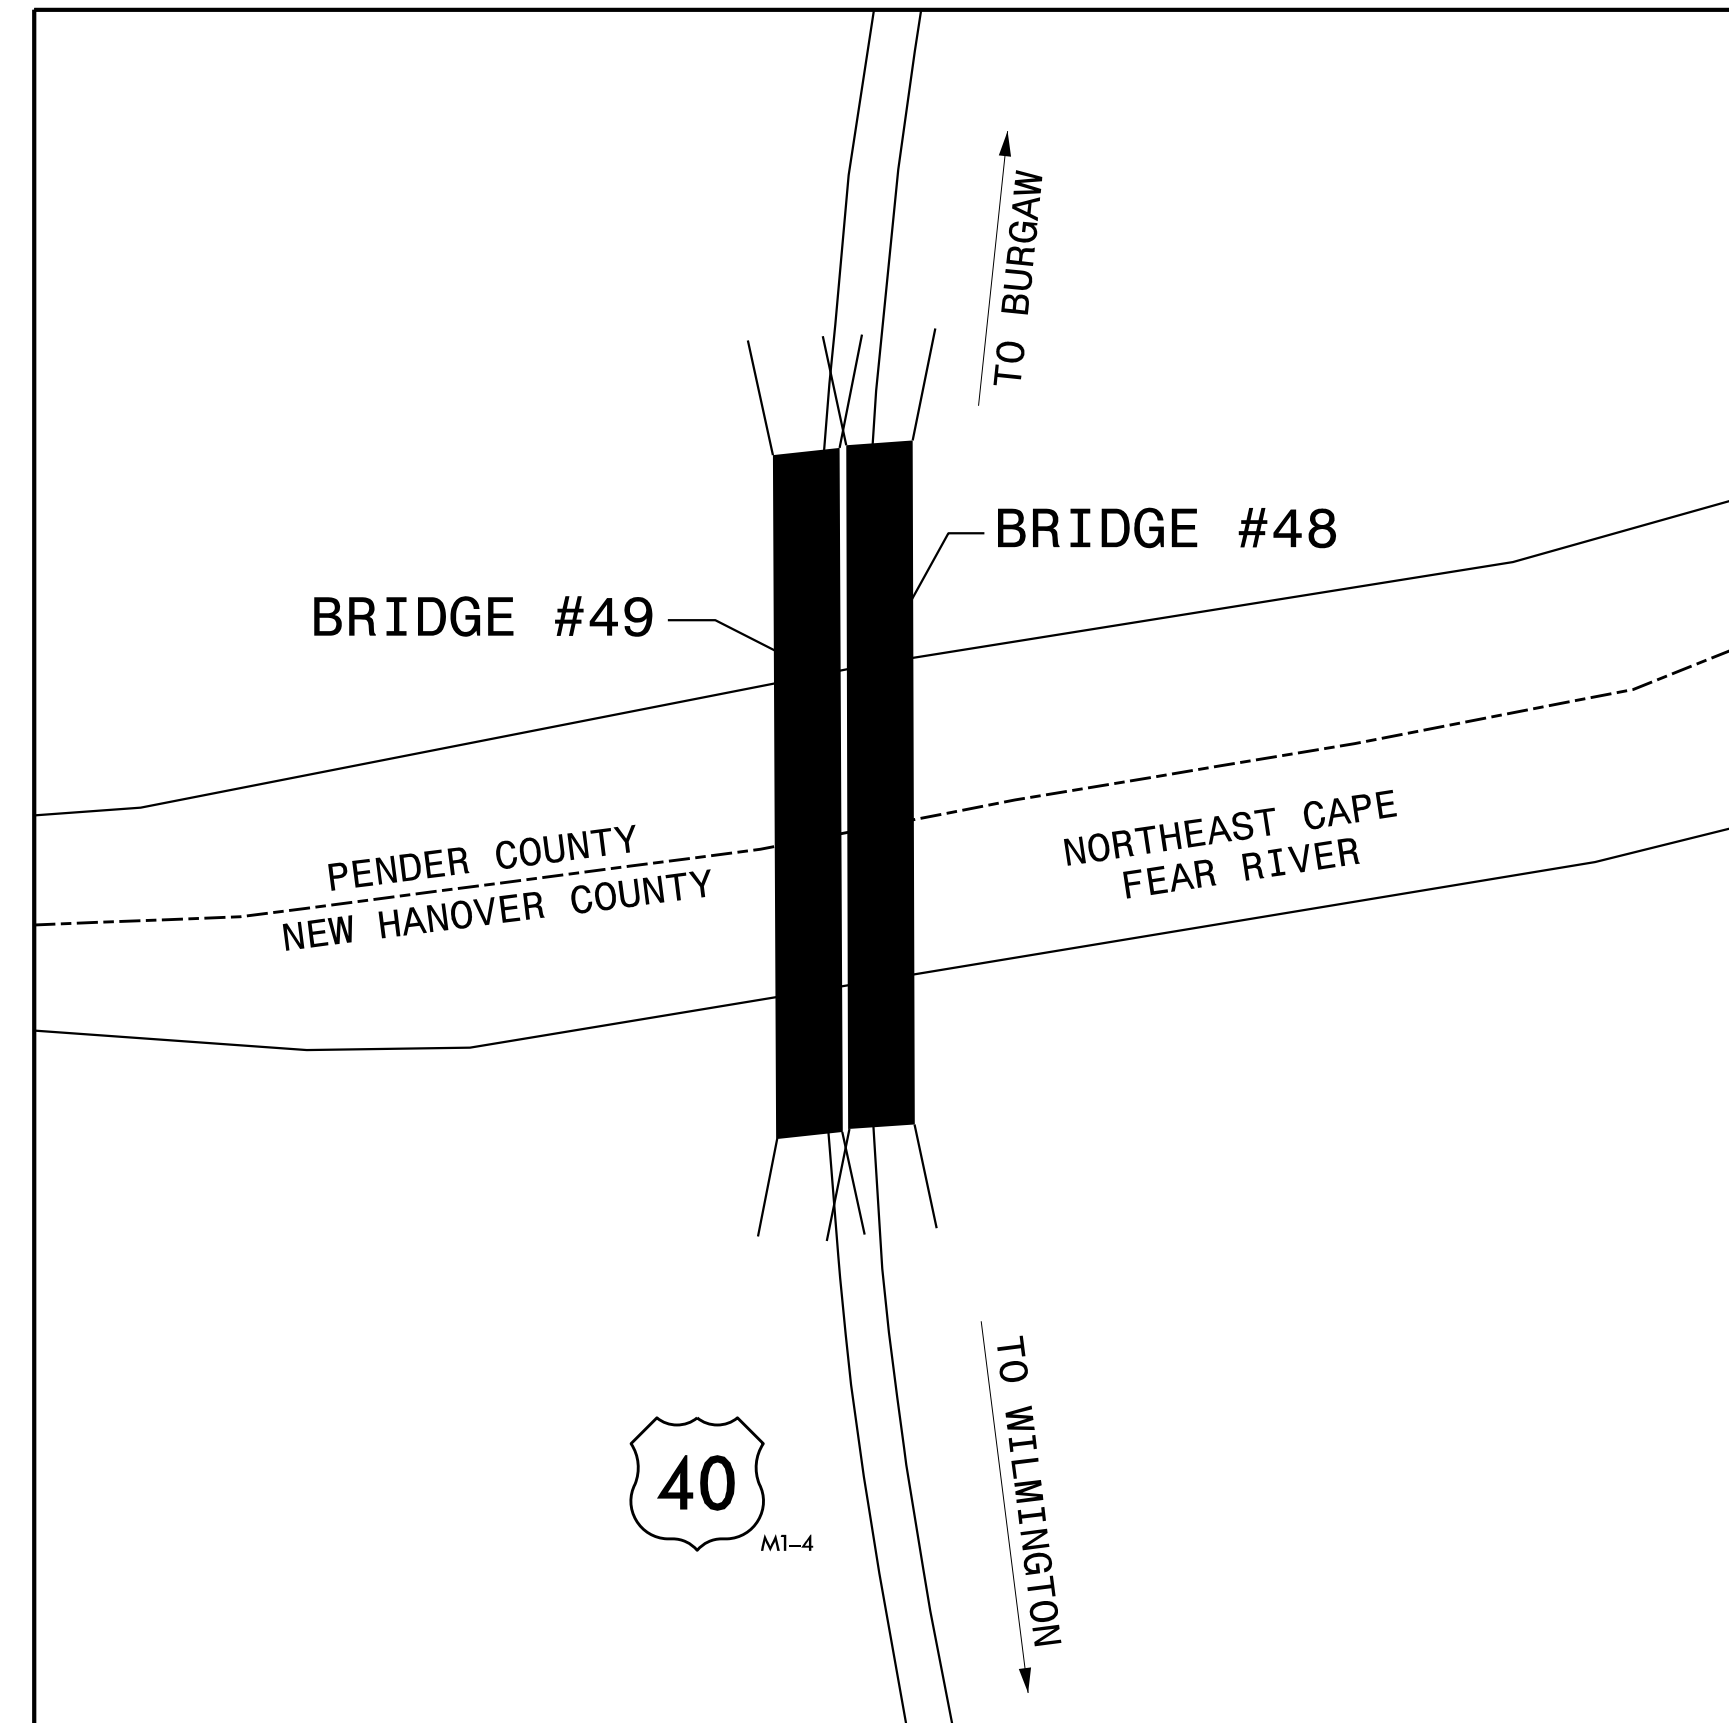 TO BURGAW
BRIDGE #48
BRIDGE #49
PENDER COUNTY
NEW HANOVER COUNTY
NORTHEAST CAPE
FEAR RIVER
TO WILMINGTON
40
M1-4